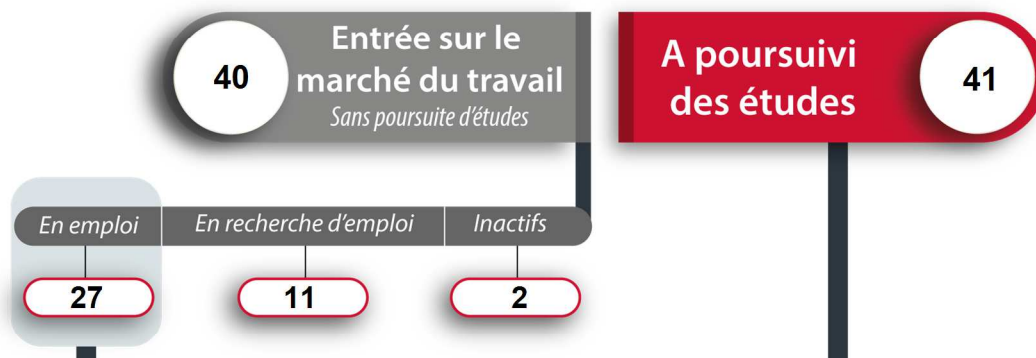 40
Entrée sur le
marché du travail
Sans poursuite d'études
A poursuivi
des études
41
En emploi
En recherche d'emploi
Inactifs
27
11
2